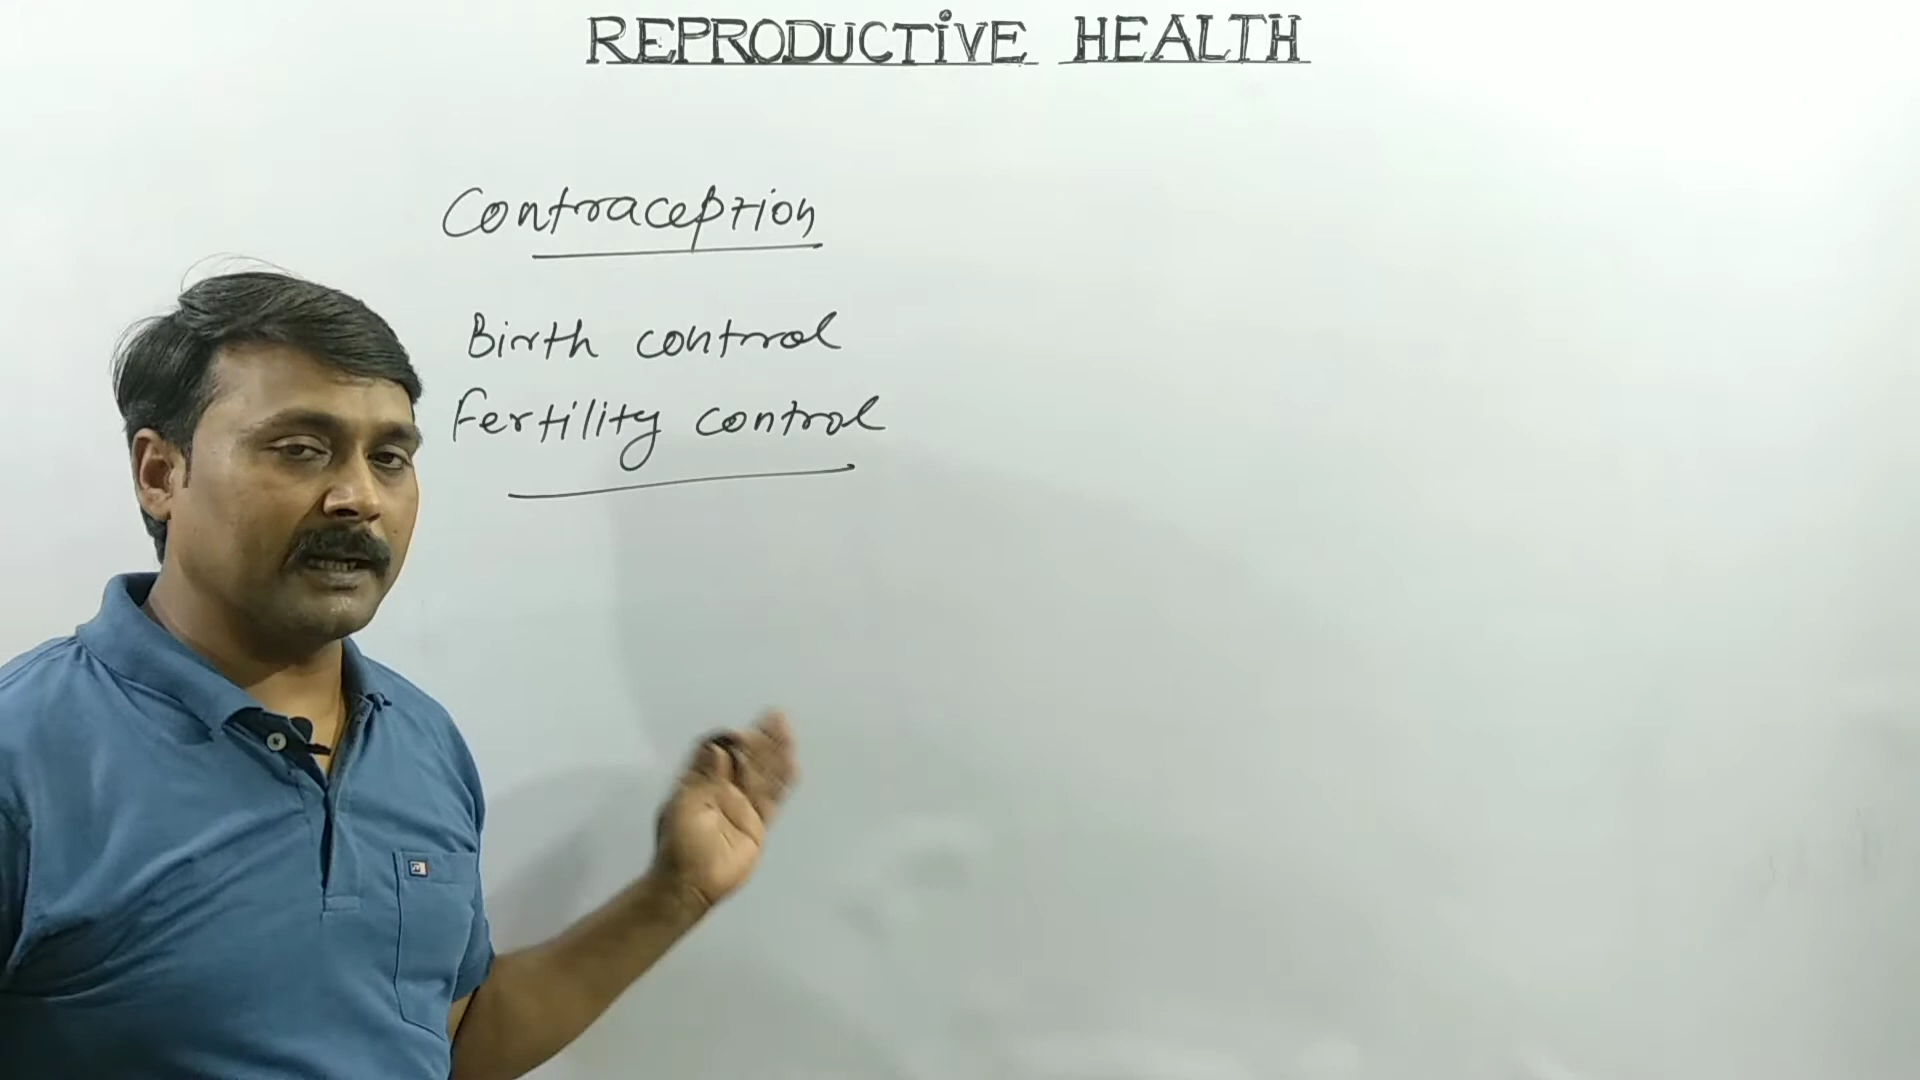 REPRODUCTIVE HEALTH
Contraception
Birth control
Fertility control